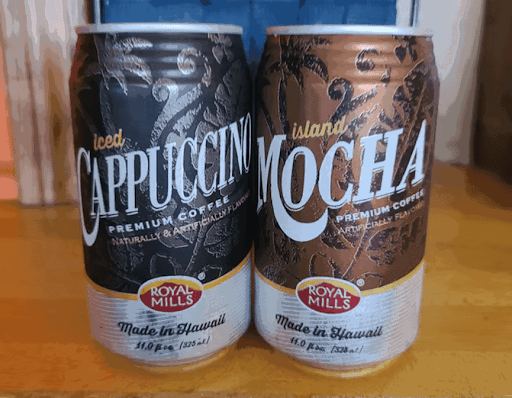 iced
CAPPUCCINO
PREMIUM COFFEE
NATURALLY & ARTIFICIALLY FLAVORED
ROYAL
MILLS
®
Made in Hawaii
11.0 fl oz (325 ml)
island
MOCHA
PREMIUM COFFEE
ARTIFICIALLY FLAVORED
ROYAL
MILLS
®
Made in Hawaii
11.0 fl oz (325 ml)